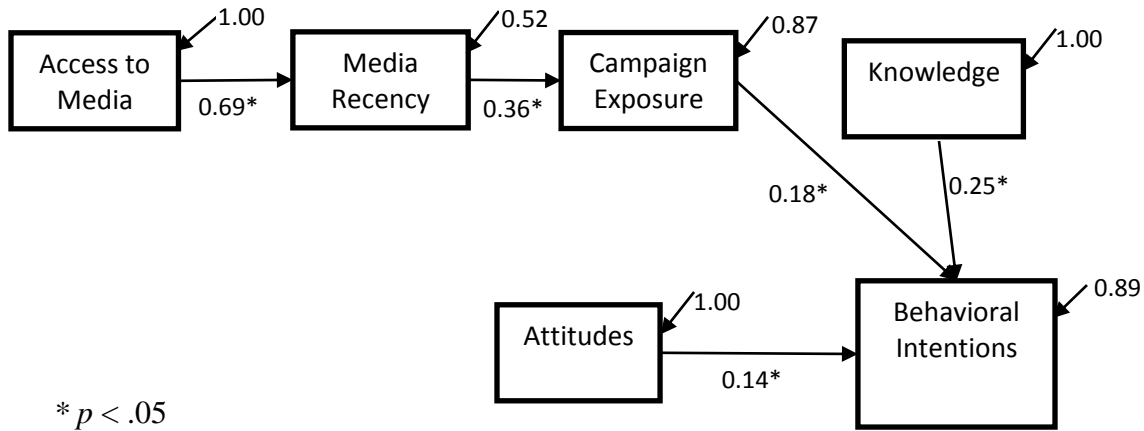 1.00
Access to
Media
0.69*
0.52
Media
Recency
0.36*
0.87
Campaign
Exposure
0.18*
1.00
Knowledge
0.25*
1.00
Attitudes
0.14*
0.89
Behavioral
Intentions
* p < .05